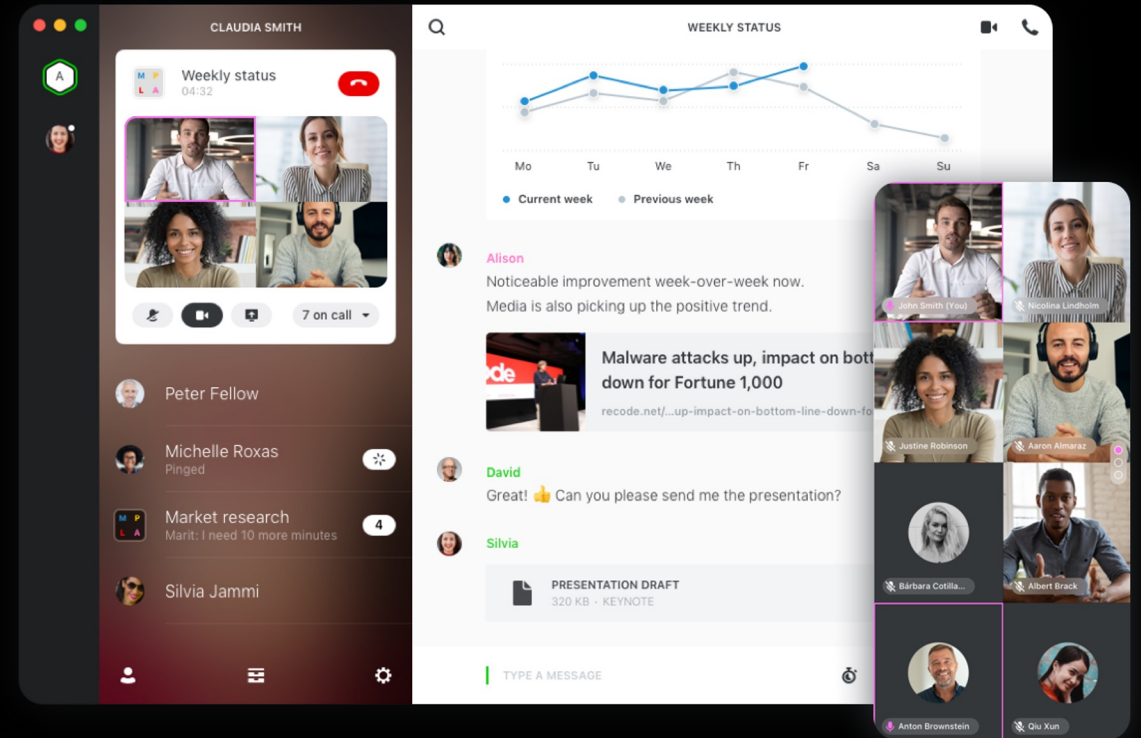 CLAUDIA SMITH
A
M P
L A
Weekly status
04:32
7 on call
Peter Fellow
Michelle Roxas
Pinged
M P
L A
Market research
Marit: I need 10 more minutes
4
Silvia Jammi
WEEKLY STATUS
Mo Tu We Th Fr Sa Su
Current week Previous week
Alison
Noticeable improvement week-over-week now.
Media is also picking up the positive trend.
Malware attacks up, impact on bott
down for Fortune 1,000
recode.net/...up-impact-on-bottom-line-down-fo
ode
David
Great! 👍 Can you please send me the presentation?
Silvia
PRESENTATION DRAFT
320 KB · KEYNOTE
TYPE A MESSAGE
John Smith (You)
Nicolina Lindholm
Justine Robinson
Aaron Almaraz
Bárbara Cotilla...
Albert Brack
Anton Brownstein
Qiu Xun